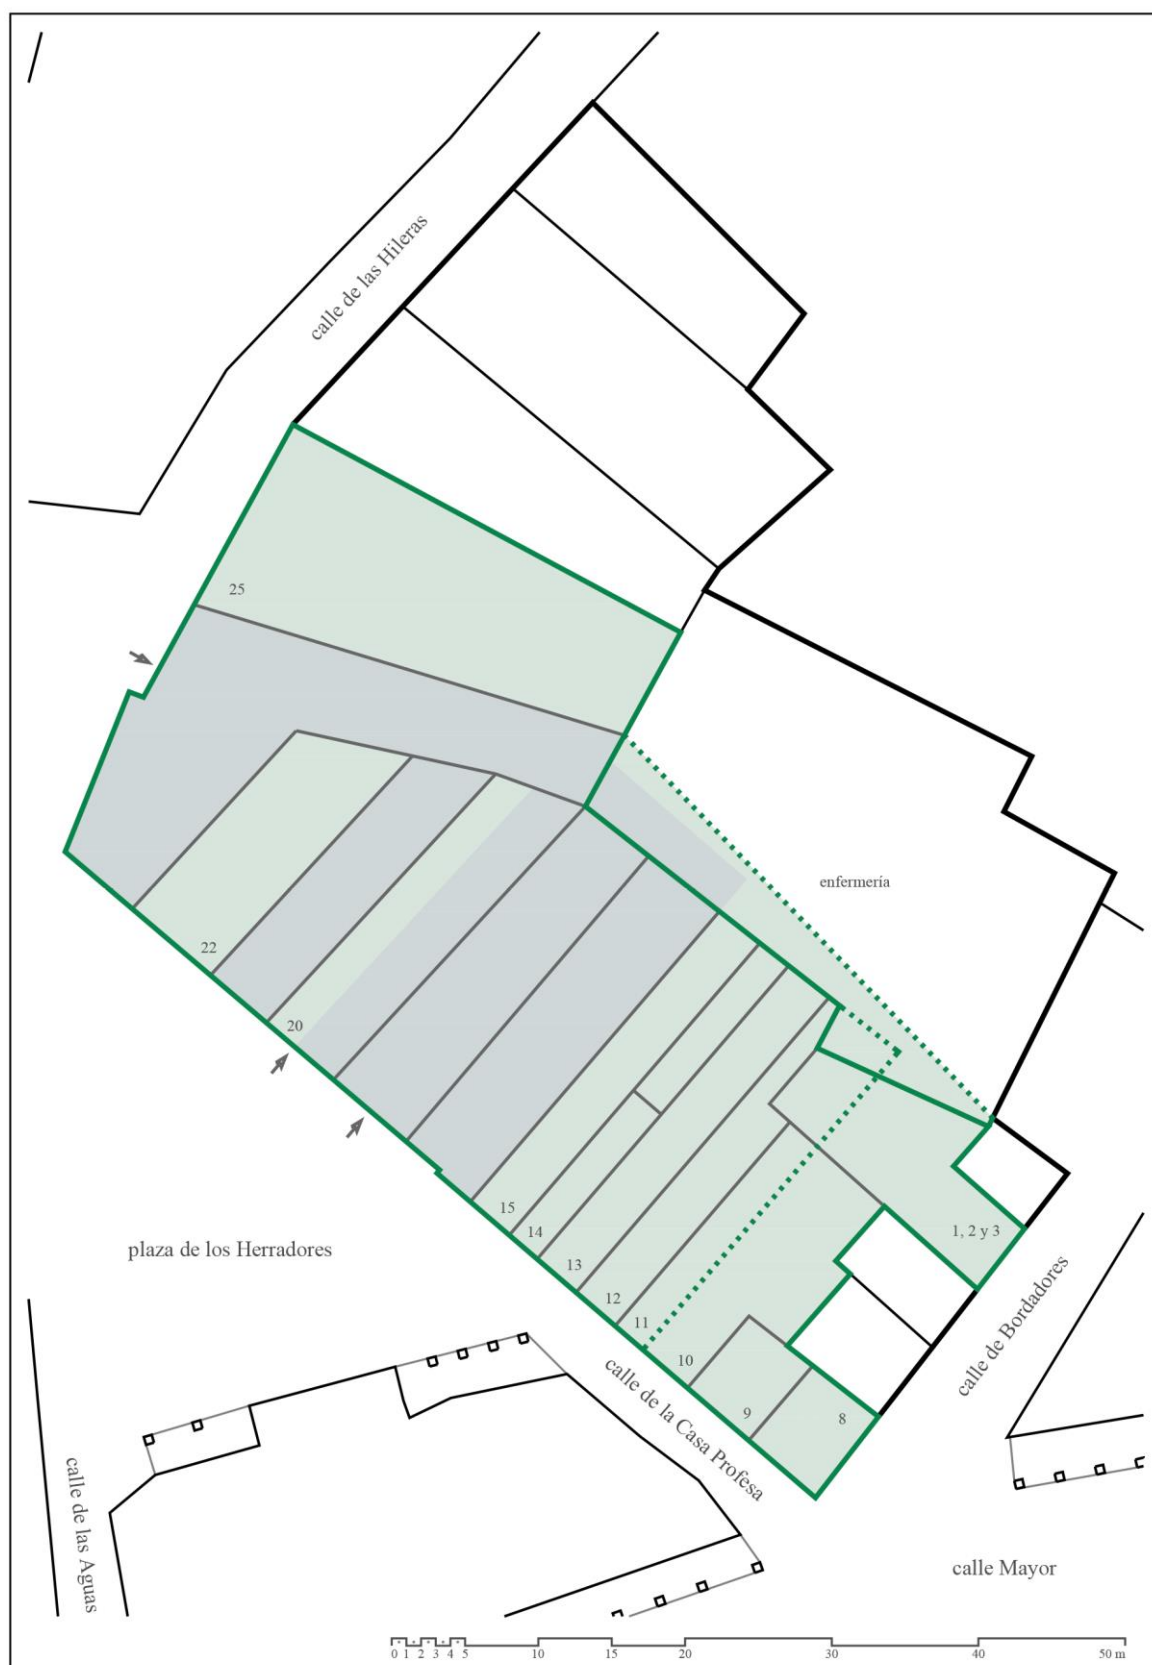 calle de las Hileras
25
enfermería
22
20
15
14
13
12
11
10
9
8
1, 2 y 3
plaza de los Herradores
calle de la Casa Profesa
calle de Bordadores
calle de las Aguas
calle Mayor
0 1 2 3 4 5 10 15 20 30 40 50 m